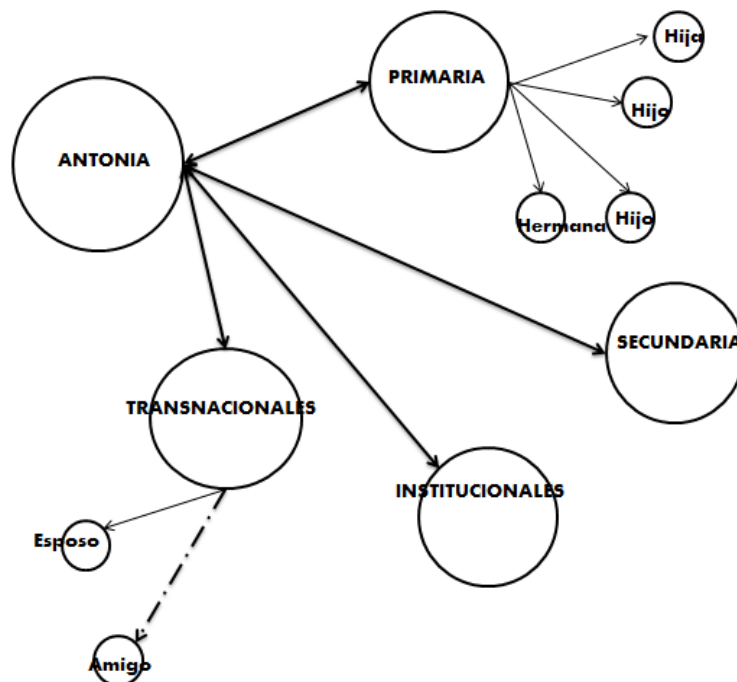 Hija
PRIMARIA
Hijo
ANTONIA
Hermana
Hijo
SECUNDARIA
TRANSNACIONALES
INSTITUCIONALES
Esposo
Amigo